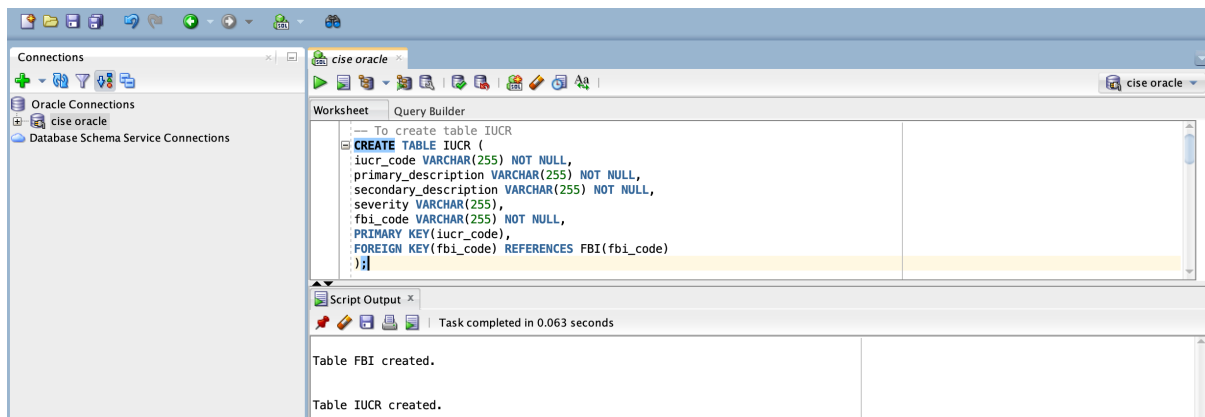 Connections
Oracle Connections
cise oracle
Database Schema Service Connections
cise oracle
cise oracle
Worksheet
Query Builder
-- To create table IUCR
CREATE TABLE IUCR (
iucr_code VARCHAR(255) NOT NULL,
primary_description VARCHAR(255) NOT NULL,
secondary_description VARCHAR(255) NOT NULL,
severity VARCHAR(255),
fbi_code VARCHAR(255) NOT NULL,
PRIMARY KEY(iucr_code),
FOREIGN KEY(fbi_code) REFERENCES FBI(fbi_code)
);
Script Output
Task completed in 0.063 seconds
Table FBI created.
Table IUCR created.